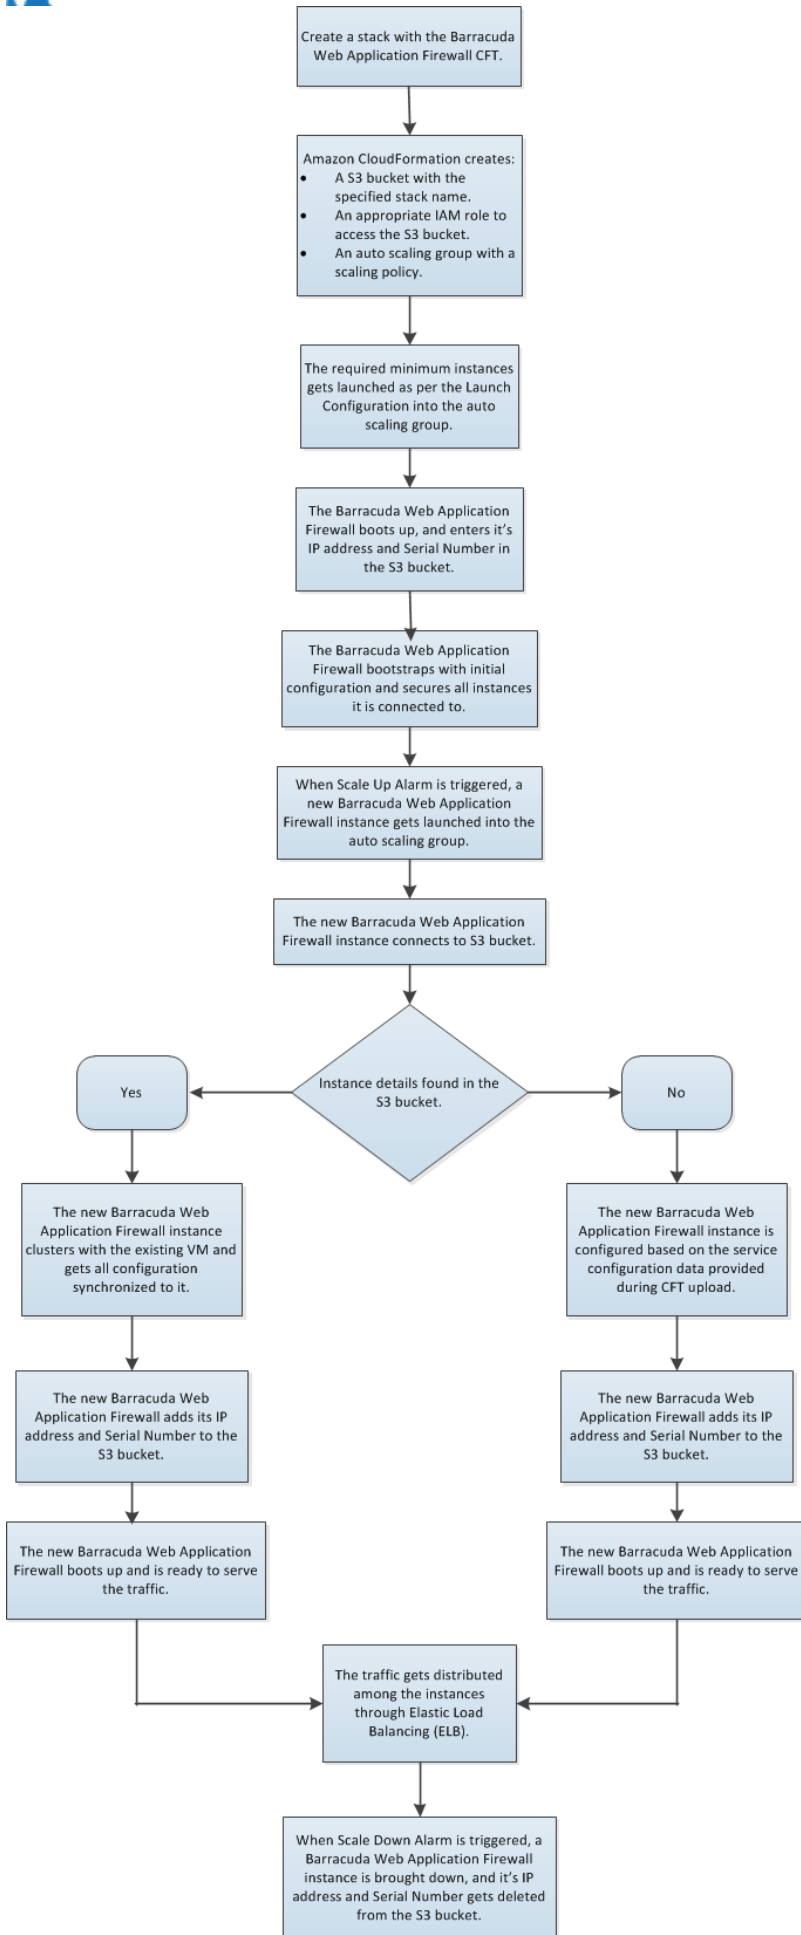 Create a stack with the Barracuda
Web Application Firewall CFT.
Amazon CloudFormation creates:
• A S3 bucket with the
specified stack name.
• An appropriate IAM role to
access the S3 bucket.
• An auto scaling group with a
scaling policy.
The required minimum instances
gets launched as per the Launch
Configuration into the auto
scaling group.
The Barracuda Web Application
Firewall boots up, and enters it's
IP address and Serial Number in
the S3 bucket.
The Barracuda Web Application
Firewall bootstraps with initial
configuration and secures all instances
it is connected to.
When Scale Up Alarm is triggered, a
new Barracuda Web Application
Firewall instance gets launched into the
auto scaling group.
The new Barracuda Web Application
Firewall instance connects to S3 bucket.
Instance details found in the
S3 bucket.
Yes
The new Barracuda Web
Application Firewall instance
clusters with the existing VM and
gets all configuration
synchronized to it.
The new Barracuda Web
Application Firewall adds its IP
address and Serial Number to the
S3 bucket.
The new Barracuda Web Application
Firewall boots up and is ready to serve
the traffic.
No
The new Barracuda Web
Application Firewall instance is
configured based on the service
configuration data provided
during CFT upload.
The new Barracuda Web
Application Firewall adds its IP
address and Serial Number to the
S3 bucket.
The new Barracuda Web Application
Firewall boots up and is ready to serve
the traffic.
The traffic gets distributed
among the instances
through Elastic Load
Balancing (ELB).
When Scale Down Alarm is triggered, a
Barracuda Web Application Firewall
instance is brought down, and it's IP
address and Serial Number gets deleted
from the S3 bucket.